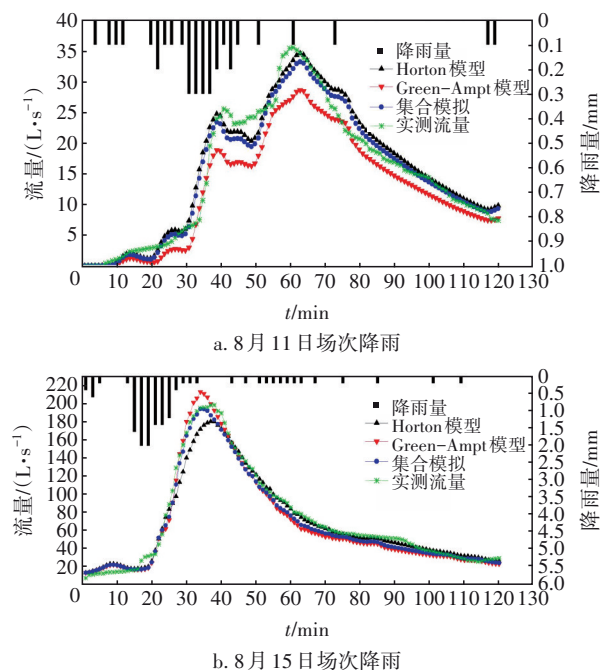 40
35
30
25
20
15
10
5
0
流量/(L·s⁻¹)
0
0.1
0.2
0.3
0.4
0.5
0.6
0.7
0.8
0.9
1.0
降雨量/mm
降雨量
Horton模型
Green-Ampt模型
集合模拟
实测流量
10 20 30 40 50 60 70 80 90 100 110 120 130
t/min
a. 8月11日场次降雨
220
200
180
160
140
120
100
80
60
40
20
流量/(L·s⁻¹)
0
0.5
1.0
1.5
2.0
2.5
3.0
3.5
4.0
4.5
5.0
5.5
6.0
降雨量/mm
降雨量
Horton模型
Green-Ampt模型
集合模拟
实测流量
0 10 20 30 40 50 60 70 80 90 100 110 120 130
t/min
b. 8月15日场次降雨